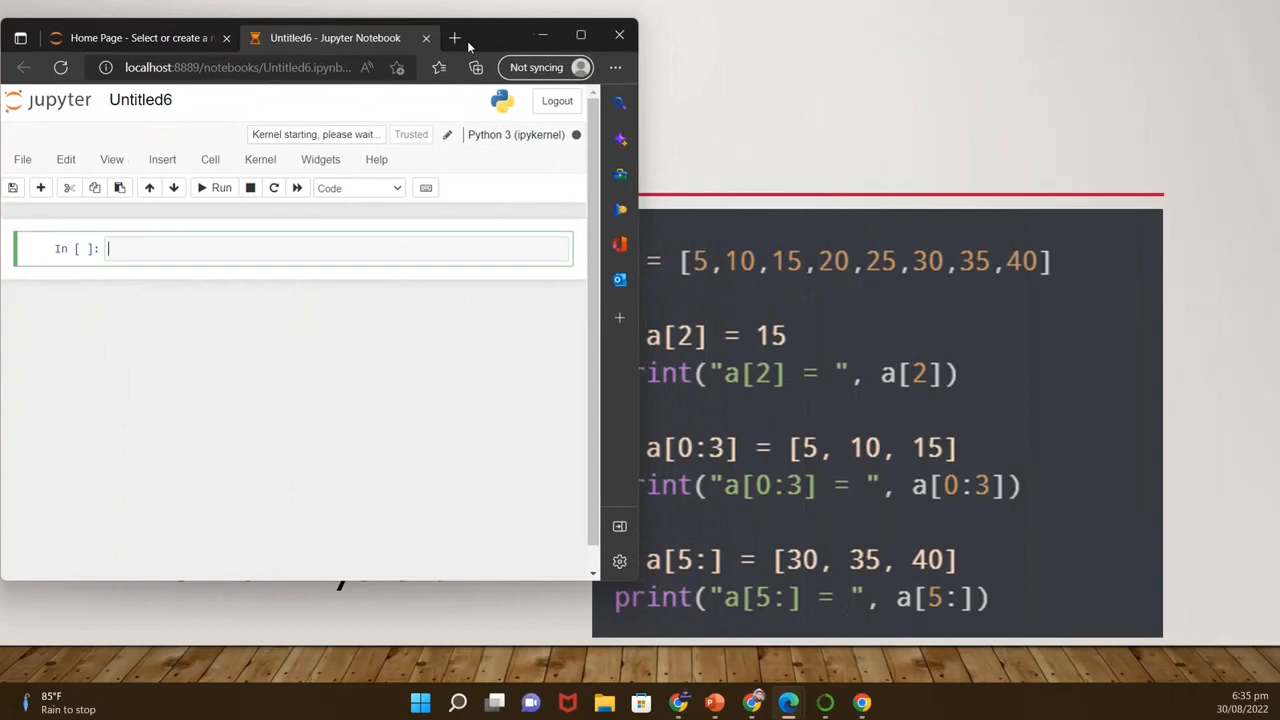 Home Page - Select or create a n
Untitled6 - Jupyter Notebook
localhost:8889/notebooks/Untitled6.ipynb...
Not syncing
jupyter
Untitled6
Logout
Kernel starting, please wait...
Trusted
Python 3 (ipykernel)
File Edit View Insert Cell Kernel Widgets Help
Run
Code
In [ ]:
= [5,10,15,20,25,30,35,40]
a[2] = 15
rint("a[2] = ", a[2])
a[0:3] = [5, 10, 15]
rint("a[0:3] = ", a[0:3])
a[5:] = [30, 35, 40]
print("a[5:] = ", a[5:])
85°F
Rain to stop
6:35 pm
30/08/2022